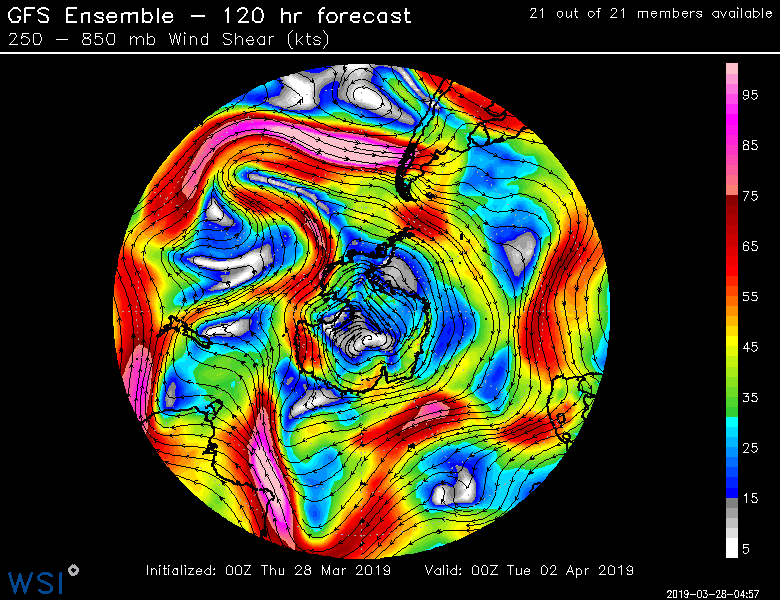 GFS Ensemble – 120 hr forecast
21 out of 21 members available
250 – 850 mb Wind Shear (kts)
95
85
75
65
55
45
35
25
15
5
Initialized: 00Z Thu 28 Mar 2019
Valid: 00Z Tue 02 Apr 2019
WSI
2019-03-28-04:57